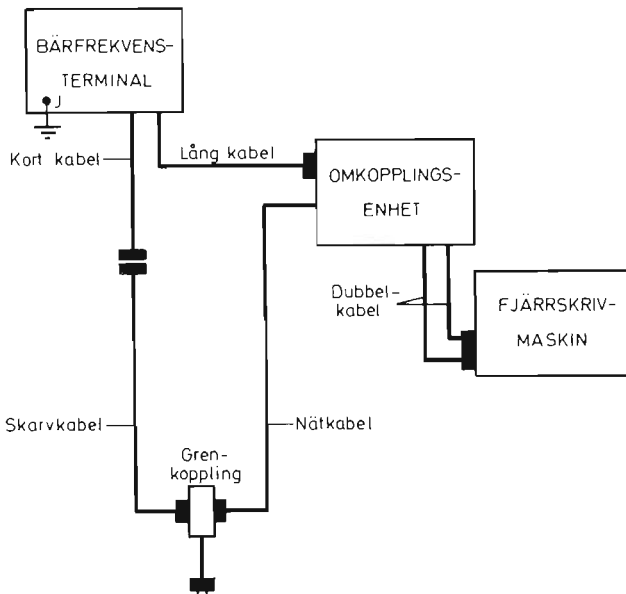 BÄRFREKVENS-
TERMINAL
J
Kort kabel
Lång kabel
OMKOPPLINGS-
ENHET
Dubbel-
kabel
FJÄRRSKRIV-
MASKIN
Skarvkabel
Nätkabel
Gren-
koppling